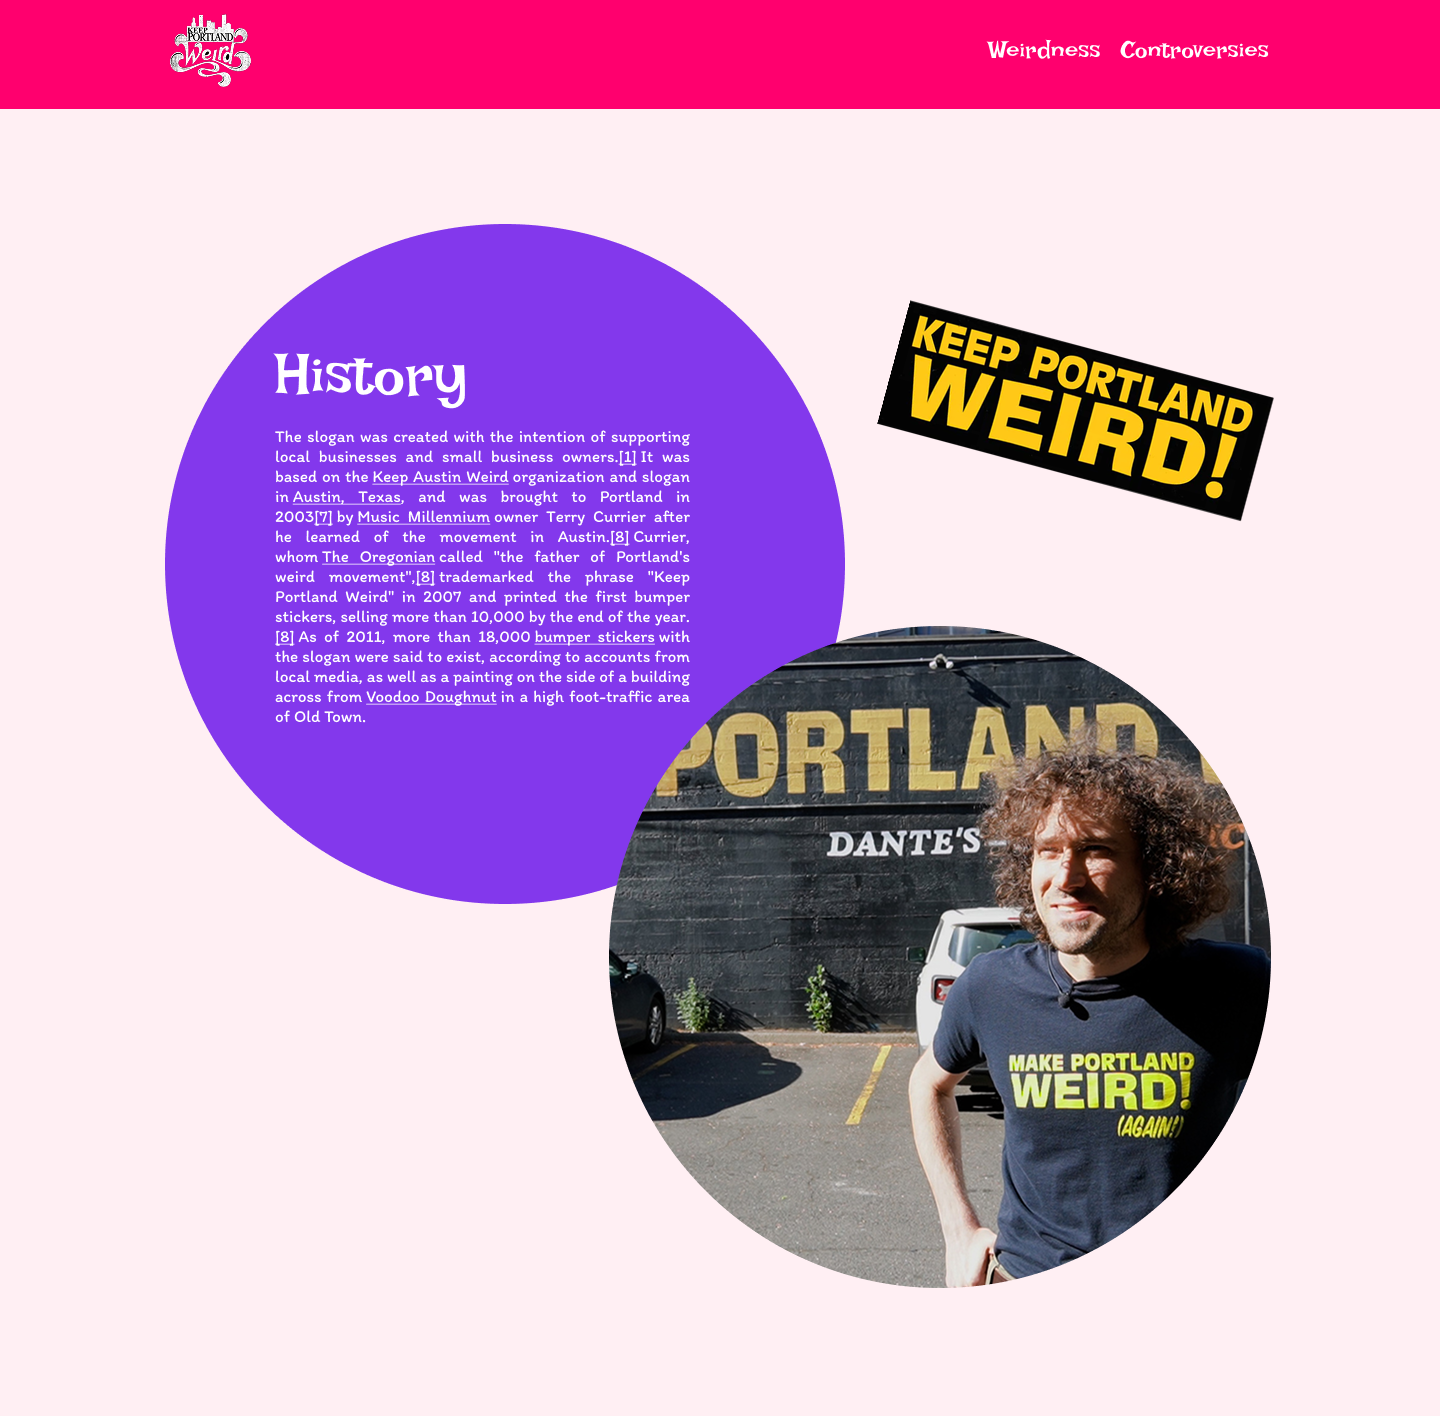 KEEP
PORTLAND
Weird
Weirdness Controversies
History
The slogan was created with the intention of supporting
local businesses and small business owners.[1] It was
based on the Keep Austin Weird organization and slogan
in Austin, Texas, and was brought to Portland in
2003[7] by Music Millennium owner Terry Currier after
he learned of the movement in Austin.[8] Currier,
whom The Oregonian called "the father of Portland's
weird movement",[8] trademarked the phrase "Keep
Portland Weird" in 2007 and printed the first bumper
stickers, selling more than 10,000 by the end of the year.
[8] As of 2011, more than 18,000 bumper stickers with
the slogan were said to exist, according to accounts from
local media, as well as a painting on the side of a building
across from Voodoo Doughnut in a high foot-traffic area
of Old Town.
KEEP PORTLAND
WEIRD!
PORTLAND
DANTE'S
MAKE PORTLAND
WEIRD!
(AGAIN!)